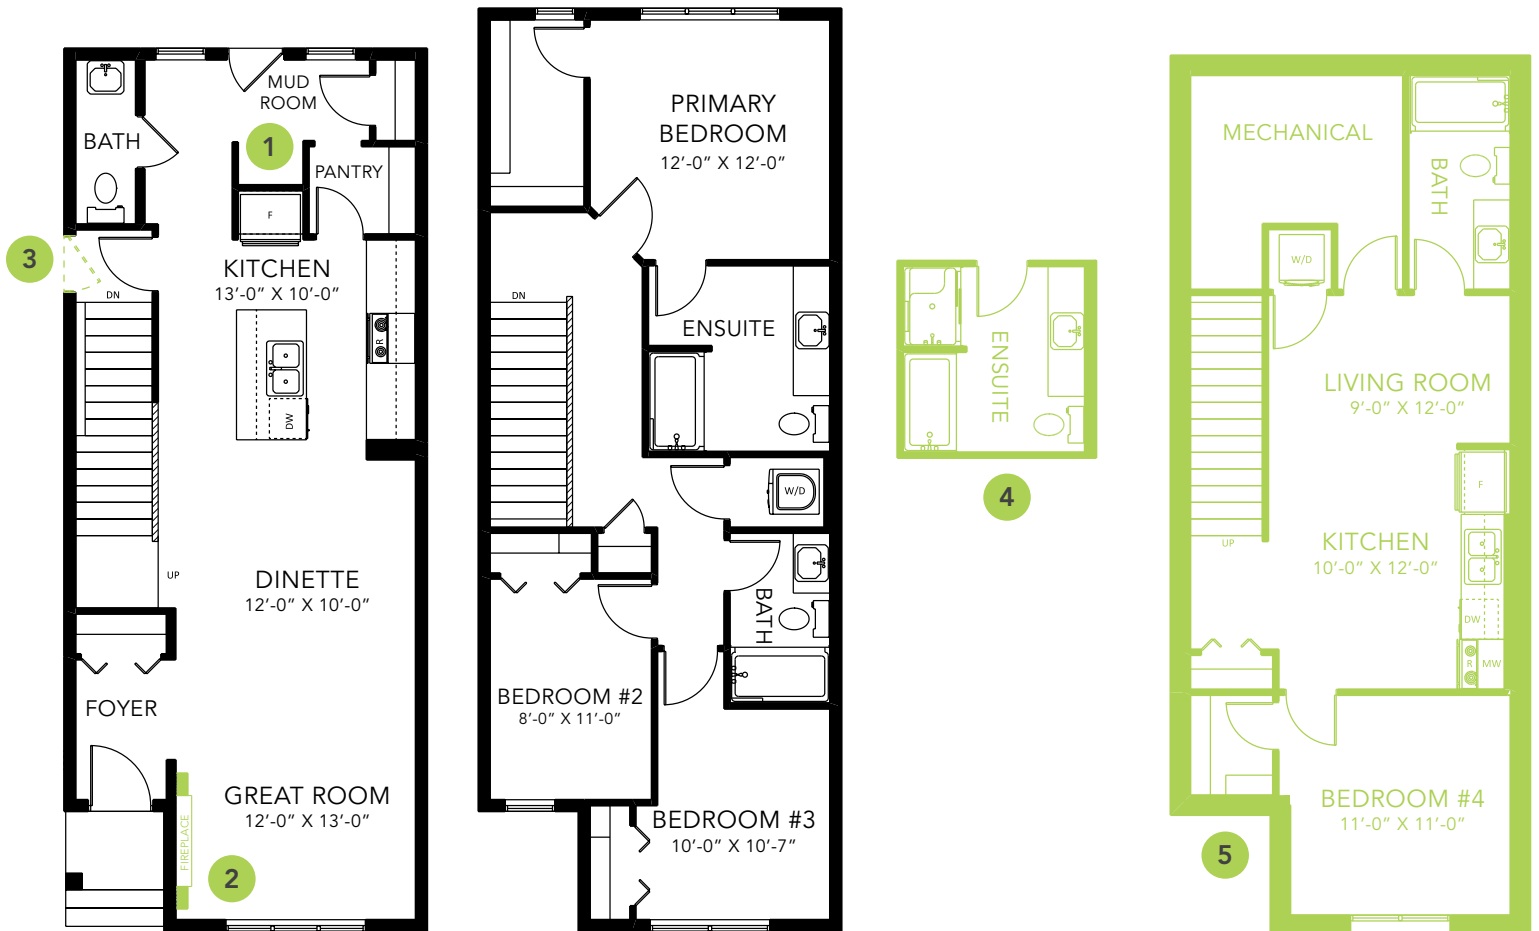 MUD
ROOM
BATH
1
PANTRY
F
3
KITCHEN
13'-0" X 10'-0"
DN
R
DW
UP
DINETTE
12'-0" X 10'-0"
FOYER
GREAT ROOM
12'-0" X 13'-0"
FIREPLACE
2
PRIMARY
BEDROOM
12'-0" X 12'-0"
DN
ENSUITE
W/D
BATH
BEDROOM #2
8'-0" X 11'-0"
BEDROOM #3
10'-0" X 10'-7"
ENSUITE
4
MECHANICAL
BATH
W/D
LIVING ROOM
9'-0" X 12'-0"
F
UP
KITCHEN
10'-0" X 12'-0"
DW
R
MW
BEDROOM #4
11'-0" X 11'-0"
5